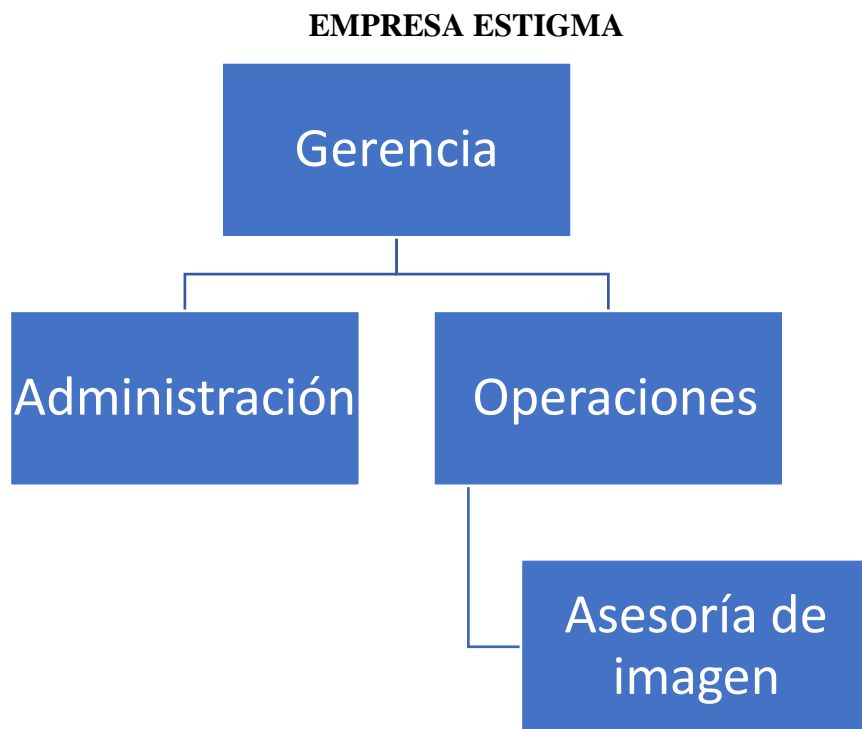 EMPRESA ESTIGMA
Gerencia
Administración
Operaciones
Asesoría de
imagen